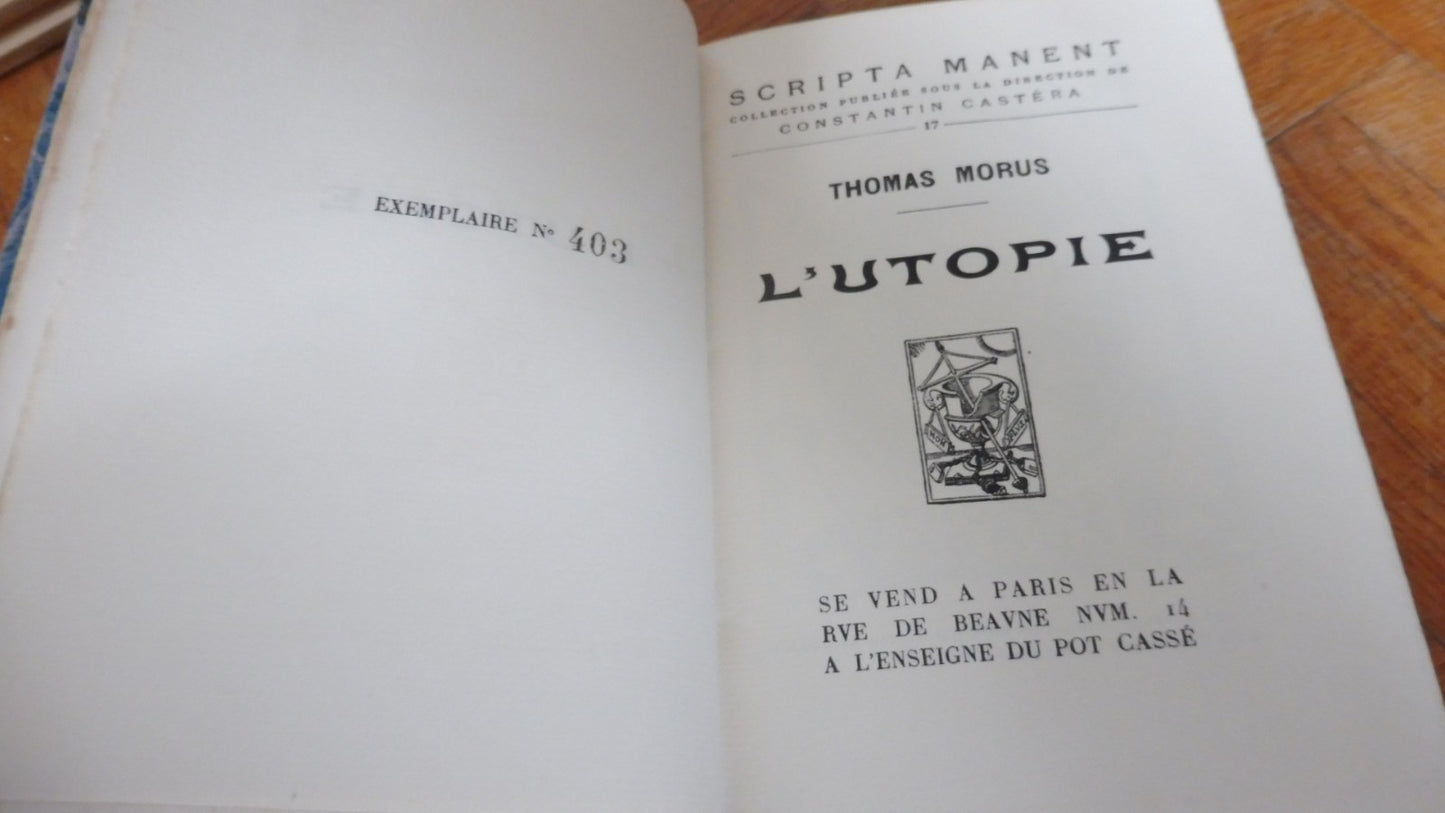 EXEMPLAIRE Nº 403
SCRIPTA MANENT
COLLECTION PUBLIÉE SOUS LA DIRECTION DE
CONSTANTIN CASTÉRA
17
THOMAS MORUS
L'UTOPIE
SE VEND A PARIS EN LA
RVE DE BEAVNE NVM. 14
A L'ENSEIGNE DU POT CASSÉ